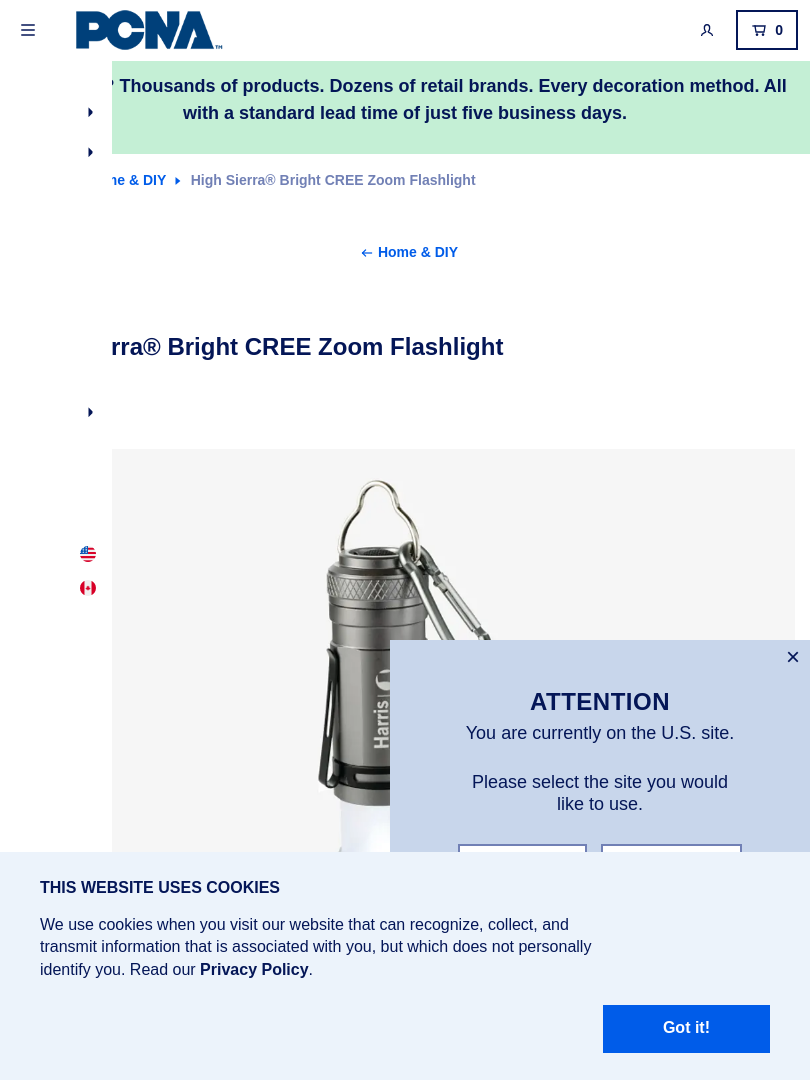 PCNA™
0
? Thousands of products. Dozens of retail brands. Every decoration method. All
with a standard lead time of just five business days.
me & DIY
High Sierra® Bright CREE Zoom Flashlight
Home & DIY
rra® Bright CREE Zoom Flashlight
Harris
ATTENTION
You are currently on the U.S. site.
Please select the site you would
like to use.
THIS WEBSITE USES COOKIES
We use cookies when you visit our website that can recognize, collect, and
transmit information that is associated with you, but which does not personally
identify you. Read our Privacy Policy.
Got it!